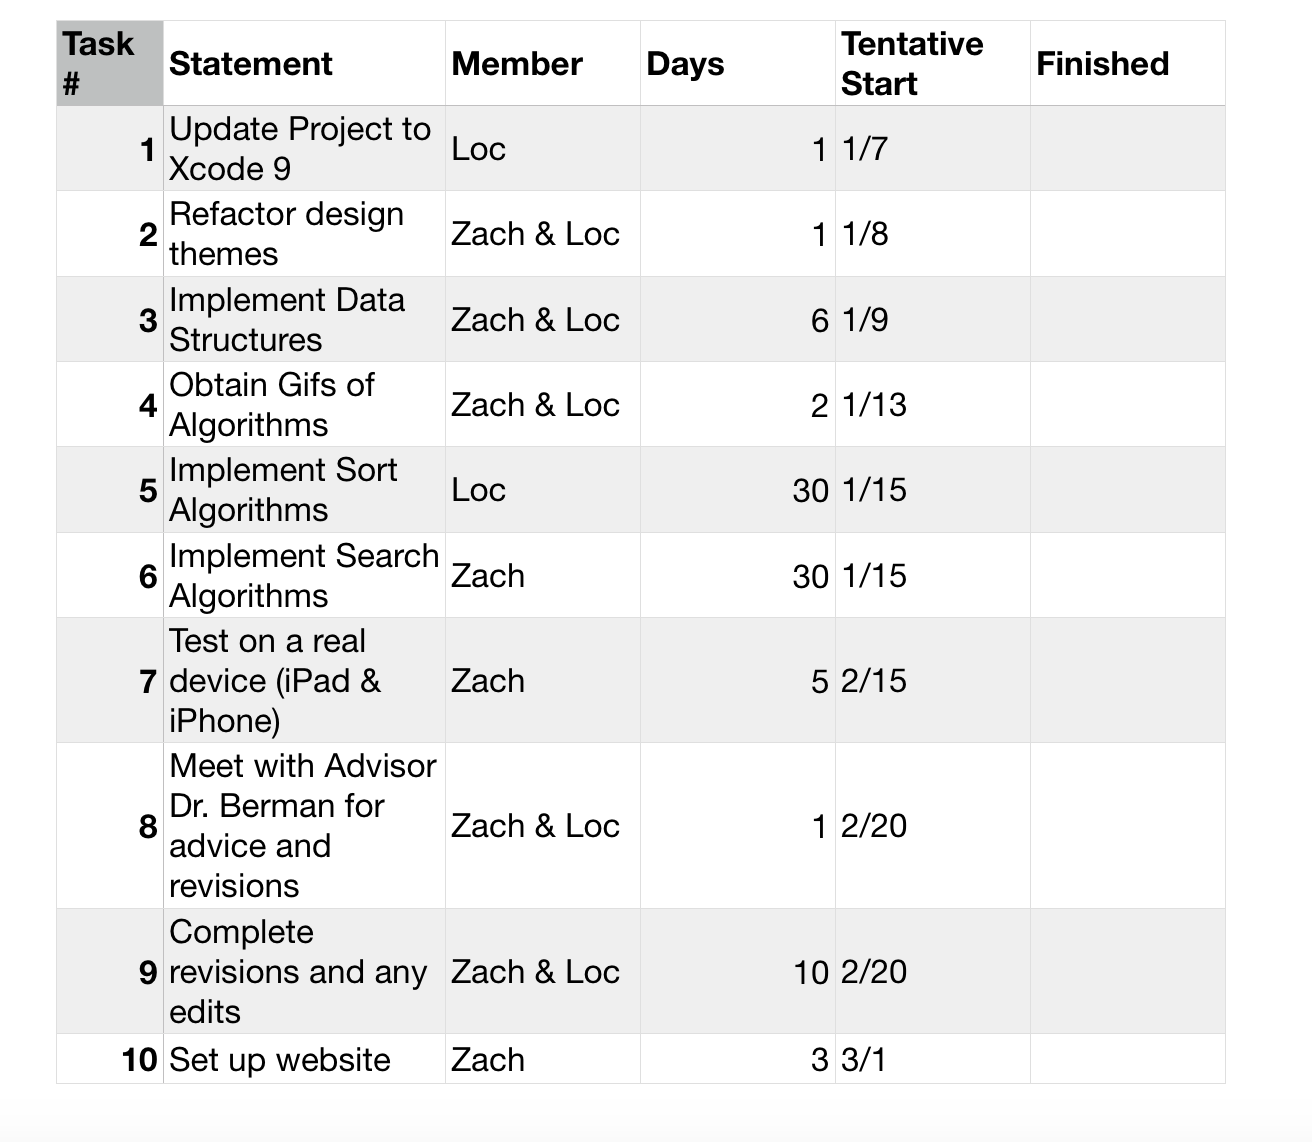 Task # Statement Member Days Tentative Start Finished
1 Update Project to Xcode 9 Loc 1 1/7
2 Refactor design themes Zach & Loc 1 1/8
3 Implement Data Structures Zach & Loc 6 1/9
4 Obtain Gifs of Algorithms Zach & Loc 2 1/13
5 Implement Sort Algorithms Loc 30 1/15
6 Implement Search Algorithms Zach 30 1/15
7 Test on a real device (iPad & iPhone) Zach 5 2/15
8 Meet with Advisor Dr. Berman for advice and revisions Zach & Loc 1 2/20
9 Complete revisions and any edits Zach & Loc 10 2/20
10 Set up website Zach 3 3/1